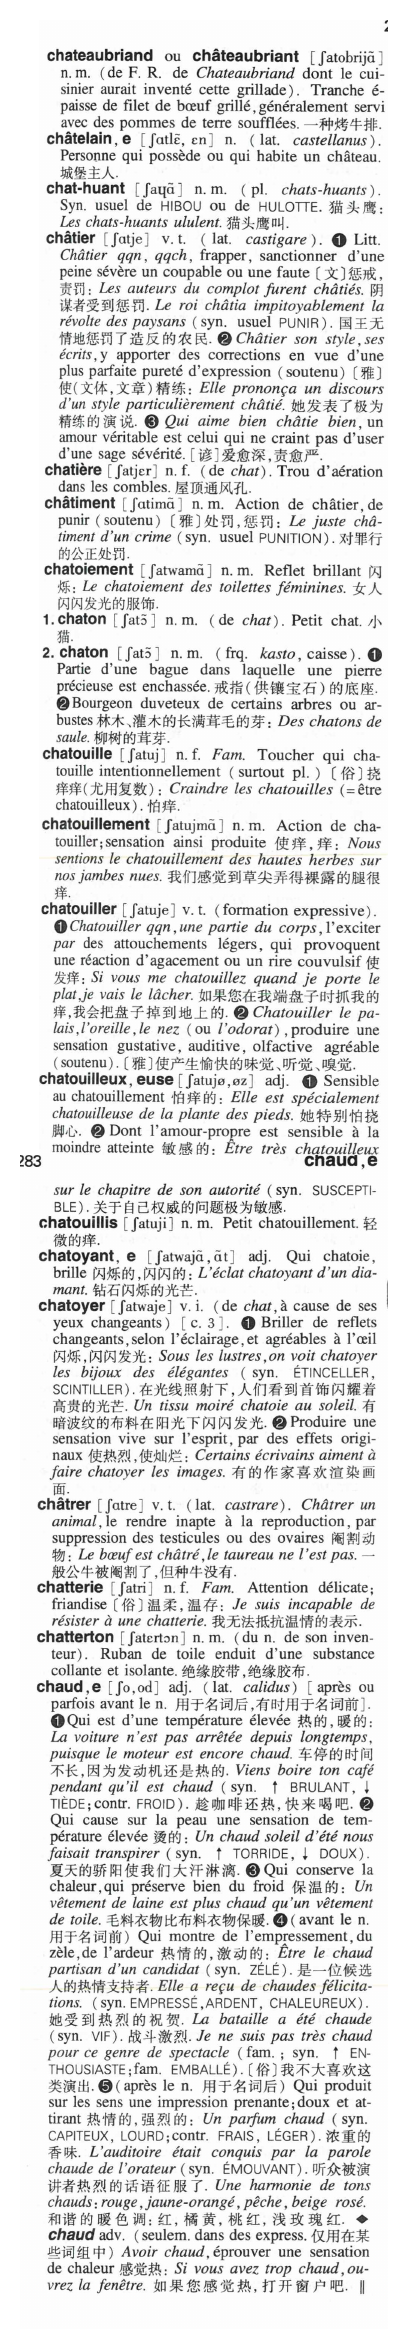 2
chateaubriand ou châteaubriant [ʃatobrijɑ̃]
n. m. (de F. R. de Chateaubriand dont le cui-
sinier aurait inventé cette grillade). Tranche é-
paisse de filet de bœuf grillé, généralement servi
avec des pommes de terre soufflées. 一种烤牛排.
châtelain, e [ʃɑtlɛ̃, ɛn] n. (lat. castellanus).
Personne qui possède ou qui habite un château.
城堡主人.
chat-huant [ʃaɥɑ̃] n. m. (pl. chats-huants).
Syn. usuel de HIBOU ou de HULOTTE. 猫头鹰:
Les chats-huants ululent. 猫头鹰叫.
châtier [ʃɑtje] v. t. (lat. castigare). ❶ Litt.
Châtier qqn, qqch, frapper, sanctionner d'une
peine sévère un coupable ou une faute [文]惩戒,
责罚: Les auteurs du complot furent châtiés. 阴
谋者受到惩罚. Le roi châtia impitoyablement la
révolte des paysans (syn. usuel PUNIR). 国王无
情地惩罚了造反的农民. ❷ Châtier son style, ses
écrits, y apporter des corrections en vue d'une
plus parfaite pureté d'expression (soutenu) [雅]
使(文体,文章)精练: Elle prononça un discours
d'un style particulièrement châtié. 她发表了极为
精练的演说. ❸ Qui aime bien châtie bien, un
amour véritable est celui qui ne craint pas d'user
d'une sage sévérité. [谚]爱愈深,责愈严.
chatière [ʃatjɛr] n. f. (de chat). Trou d'aération
dans les combles. 屋顶通风孔.
châtiment [ʃɑtimɑ̃] n. m. Action de châtier, de
punir (soutenu) [雅]处罚,惩罚: Le juste châ-
timent d'un crime (syn. usuel PUNITION). 对罪行
的公正处罚.
chatoiement [ʃatwamɑ̃] n. m. Reflet brillant 闪
烁: Le chatoiement des toilettes féminines. 女人
闪闪发光的服饰.
1. chaton [ʃatɔ̃] n. m. (de chat). Petit chat. 小
猫.
2. chaton [ʃatɔ̃] n. m. (frq. kasto, caisse). ❶
Partie d'une bague dans laquelle une pierre
précieuse est enchassée. 戒指(供镶宝石)的底座.
❷ Bourgeon duveteux de certains arbres ou ar-
bustes 林木、灌木的长满茸毛的芽: Des chatons de
saule. 柳树的茸芽.
chatouille [ʃatuj] n. f. Fam. Toucher qui cha-
touille intentionnellement (surtout pl.) [俗]挠
痒痒(尤用复数): Craindre les chatouilles (= être
chatouilleux). 怕痒.
chatouillement [ʃatujmɑ̃] n. m. Action de cha-
touiller; sensation ainsi produite 使痒,痒: Nous
sentions le chatouillement des hautes herbes sur
nos jambes nues. 我们感觉到草尖弄得裸露的腿很
痒.
chatouiller [ʃatuje] v. t. (formation expressive).
❶ Chatouiller qqn, une partie du corps, l'exciter
par des attouchements légers, qui provoquent
une réaction d'agacement ou un rire couvulsif 使
发痒: Si vous me chatouillez quand je porte le
plat, je vais le lâcher. 如果您在我端盘子时抓我的
痒,我会把盘子掉到地上的. ❷ Chatouiller le pa-
lais, l'oreille, le nez (ou l'odorat), produire une
sensation gustative, auditive, olfactive agréable
(soutenu). [雅]使产生愉快的味觉、听觉、嗅觉.
chatouilleux, euse [ʃatujø, øz] adj. ❶ Sensible
au chatouillement 怕痒的: Elle est spécialement
chatouilleuse de la plante des pieds. 她特别怕挠
脚心. ❷ Dont l'amour-propre est sensible à la
moindre atteinte 敏感的: Être très chatouilleux
283 chaud, e
sur le chapitre de son autorité (syn. SUSCEPTI-
BLE). 关于自己权威的问题极为敏感.
chatouillis [ʃatuji] n. m. Petit chatouillement. 轻
微的痒.
chatoyant, e [ʃatwajɑ̃, ɑ̃t] adj. Qui chatoie,
brille 闪烁的,闪闪的: L'éclat chatoyant d'un dia-
mant. 钻石闪烁的光芒.
chatoyer [ʃatwaje] v. i. (de chat, à cause de ses
yeux changeants) [c. 3]. ❶ Briller de reflets
changeants, selon l'éclairage, et agréables à l'œil
闪烁,闪闪发光: Sous les lustres, on voit chatoyer
les bijoux des élégantes (syn. ÉTINCELLER,
SCINTILLER). 在光线照射下,人们看到首饰闪耀着
高贵的光芒. Un tissu moiré chatoie au soleil. 有
暗波纹的布料在阳光下闪闪发光. ❷ Produire une
sensation vive sur l'esprit, par des effets origi-
naux 使热烈,使灿烂: Certains écrivains aiment à
faire chatoyer les images. 有的作家喜欢渲染画
面.
châtrer [ʃɑtre] v. t. (lat. castrare). Châtrer un
animal, le rendre inapte à la reproduction, par
suppression des testicules ou des ovaires 阉割动
物: Le bœuf est châtré, le taureau ne l'est pas. 一
般公牛被阉割了,但种牛没有.
chatterie [ʃatri] n. f. Fam. Attention délicate;
friandise [俗]温柔,温存: Je suis incapable de
résister à une chatterie. 我无法抵抗温情的表示.
chatterton [ʃatɛrtɔn] n. m. (du n. de son inven-
teur). Ruban de toile enduit d'une substance
collante et isolante. 绝缘胶带,绝缘胶布.
chaud, e [ʃo, od] adj. (lat. calidus) [après ou
parfois avant le n. 用于名词后,有时用于名词前].
❶ Qui est d'une température élevée 热的,暖的:
La voiture n'est pas arrêtée depuis longtemps,
puisque le moteur est encore chaud. 车停的时间
不长,因为发动机还是热的. Viens boire ton café
pendant qu'il est chaud (syn. ↑ BRULANT, ↓
TIÈDE; contr. FROID). 趁咖啡还热,快来喝吧. ❷
Qui cause sur la peau une sensation de tem-
pérature élevée 烫的: Un chaud soleil d'été nous
faisait transpirer (syn. ↑ TORRIDE, ↓ DOUX).
夏天的骄阳使我们大汗淋漓. ❸ Qui conserve la
chaleur, qui préserve bien du froid 保温的: Un
vêtement de laine est plus chaud qu'un vêtement
de toile. 毛料衣物比布料衣物保暖. ❹ (avant le n.
用于名词前) Qui montre de l'empressement, du
zèle, de l'ardeur 热情的,激动的: Être le chaud
partisan d'un candidat (syn. ZÉLÉ). 是一位候选
人的热情支持者. Elle a reçu de chaudes félicita-
tions. (syn. EMPRESSÉ, ARDENT, CHALEUREUX).
她受到热烈的祝贺. La bataille a été chaude
(syn. VIF). 战斗激烈. Je ne suis pas très chaud
pour ce genre de spectacle (fam.; syn. ↑ EN-
THOUSIASTE; fam. EMBALLÉ). [俗]我不大喜欢这
类演出. ❺ (après le n. 用于名词后) Qui produit
sur les sens une impression prenante; doux et at-
tirant 热情的,强烈的: Un parfum chaud (syn.
CAPITEUX, LOURD; contr. FRAIS, LÉGER). 浓重的
香味. L'auditoire était conquis par la parole
chaude de l'orateur (syn. ÉMOUVANT). 听众被演
讲者热烈的话语征服了. Une harmonie de tons
chauds: rouge, jaune-orangé, pêche, beige rosé.
和谐的暖色调:红,橘黄,桃红,浅玫瑰红. ◆
chaud adv. (seulem. dans des express. 仅用在某
些词组中) Avoir chaud, éprouver une sensation
de chaleur 感觉热: Si vous avez trop chaud, ou-
vrez la fenêtre. 如果您感觉热,打开窗户吧. ‖